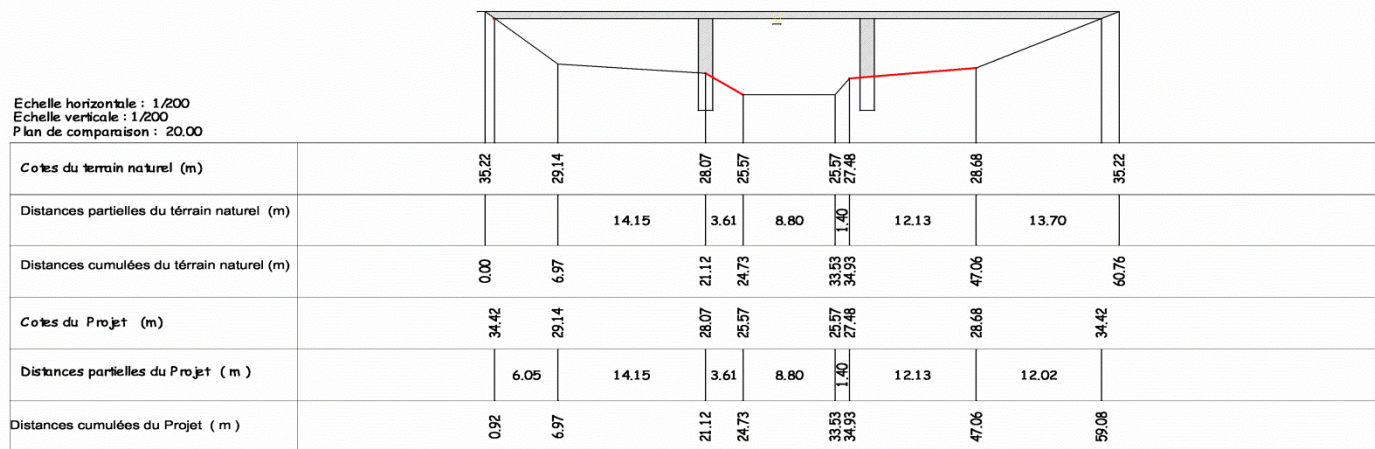 Echelle horizontale : 1/200
Echelle verticale : 1/200
Plan de comparaison : 20.00
Cotes du terrain naturel (m)
35.22 29.14 28.07 25.57 25.57 27.48 28.68 35.22
Distances partielles du térrain naturel (m)
14.15 3.61 8.80 1.40 12.13 13.70
Distances cumulées du térrain naturel (m)
0.00 6.97 21.12 24.73 33.53 34.93 47.06 60.76
Cotes du Projet (m)
34.42 29.14 28.07 25.57 25.57 27.48 28.68 34.42
Distances partielles du Projet ( m )
6.05 14.15 3.61 8.80 1.40 12.13 12.02
Distances cumulées du Projet ( m )
0.92 6.97 21.12 24.73 33.53 34.93 47.06 59.08